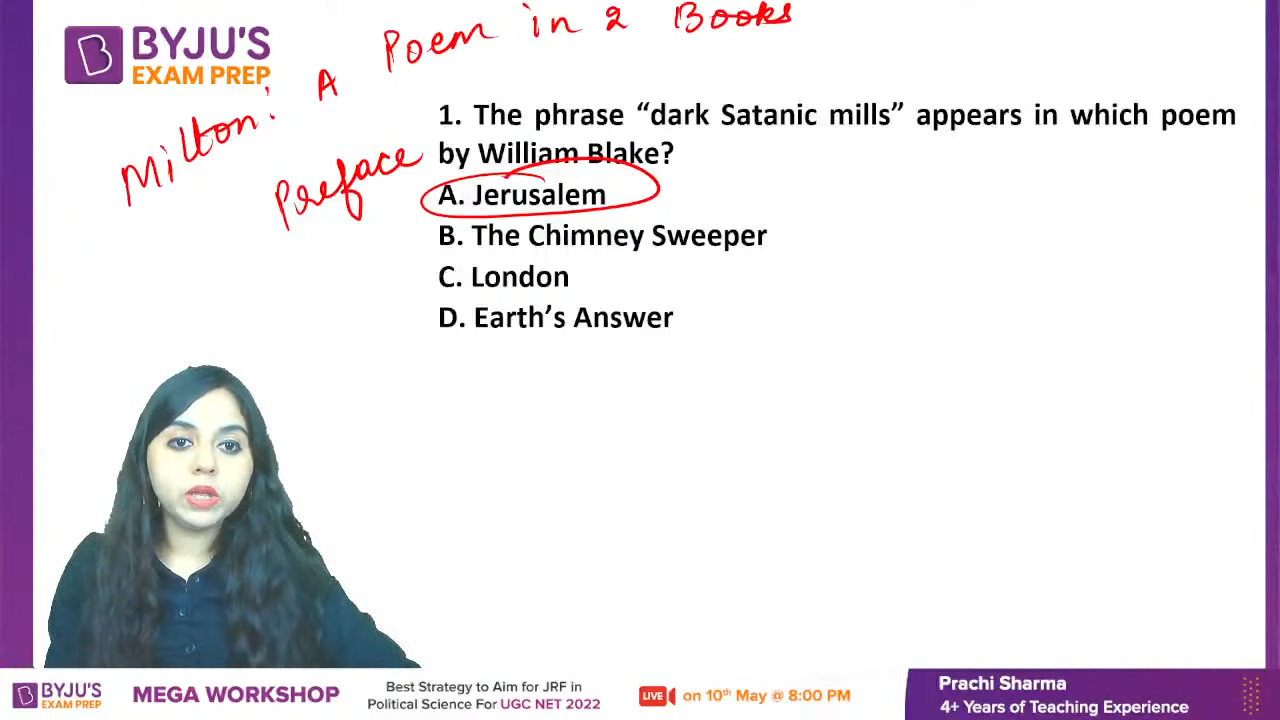 BYJU'S
EXAM PREP
Milton: A Poem in 2 Books
Preface
1. The phrase “dark Satanic mills” appears in which poem
by William Blake?
A. Jerusalem
B. The Chimney Sweeper
C. London
D. Earth’s Answer
BYJU'S
EXAM PREP
MEGA WORKSHOP
Best Strategy to Aim for JRF in
Political Science For UGC NET 2022
LIVE
on 10th May @ 8:00 PM
Prachi Sharma
4+ Years of Teaching Experience